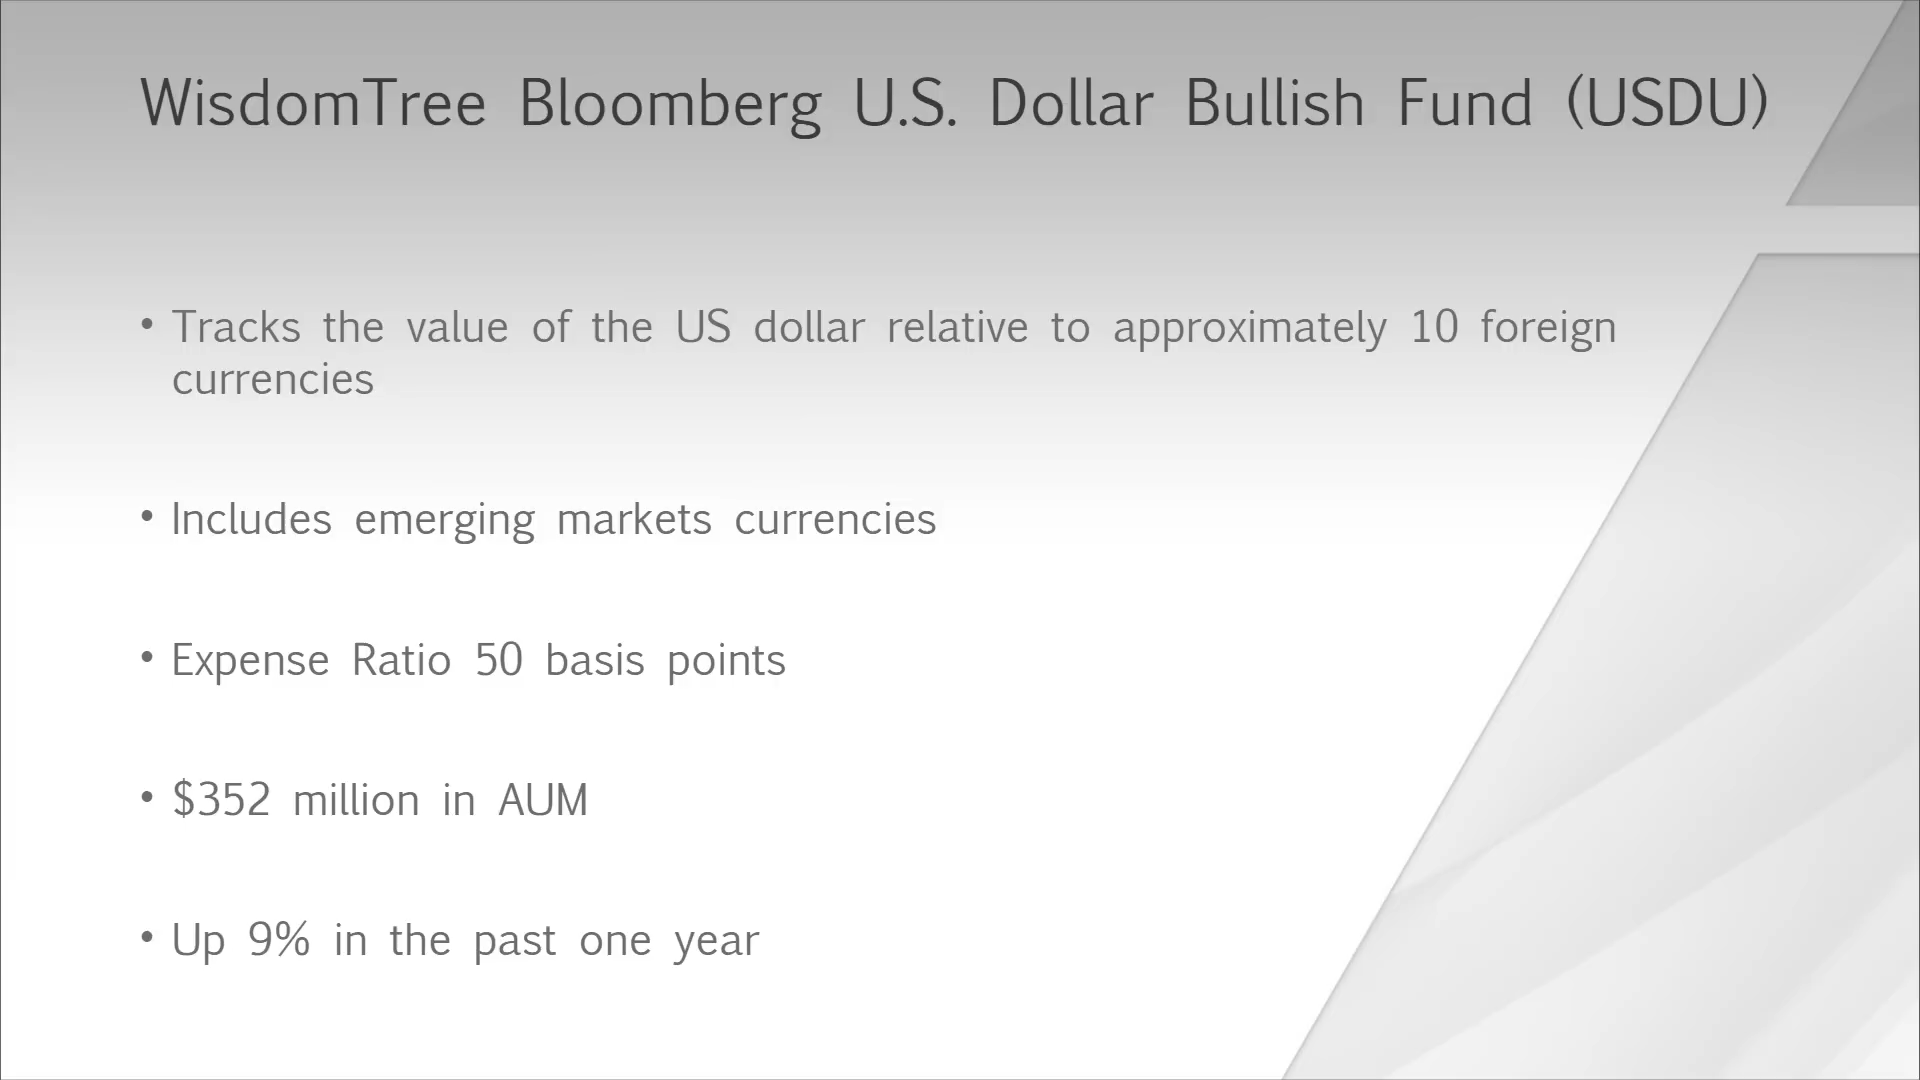 WisdomTree Bloomberg U.S. Dollar Bullish Fund (USDU)
• Tracks the value of the US dollar relative to approximately 10 foreign
currencies
• Includes emerging markets currencies
• Expense Ratio 50 basis points
• $352 million in AUM
• Up 9% in the past one year